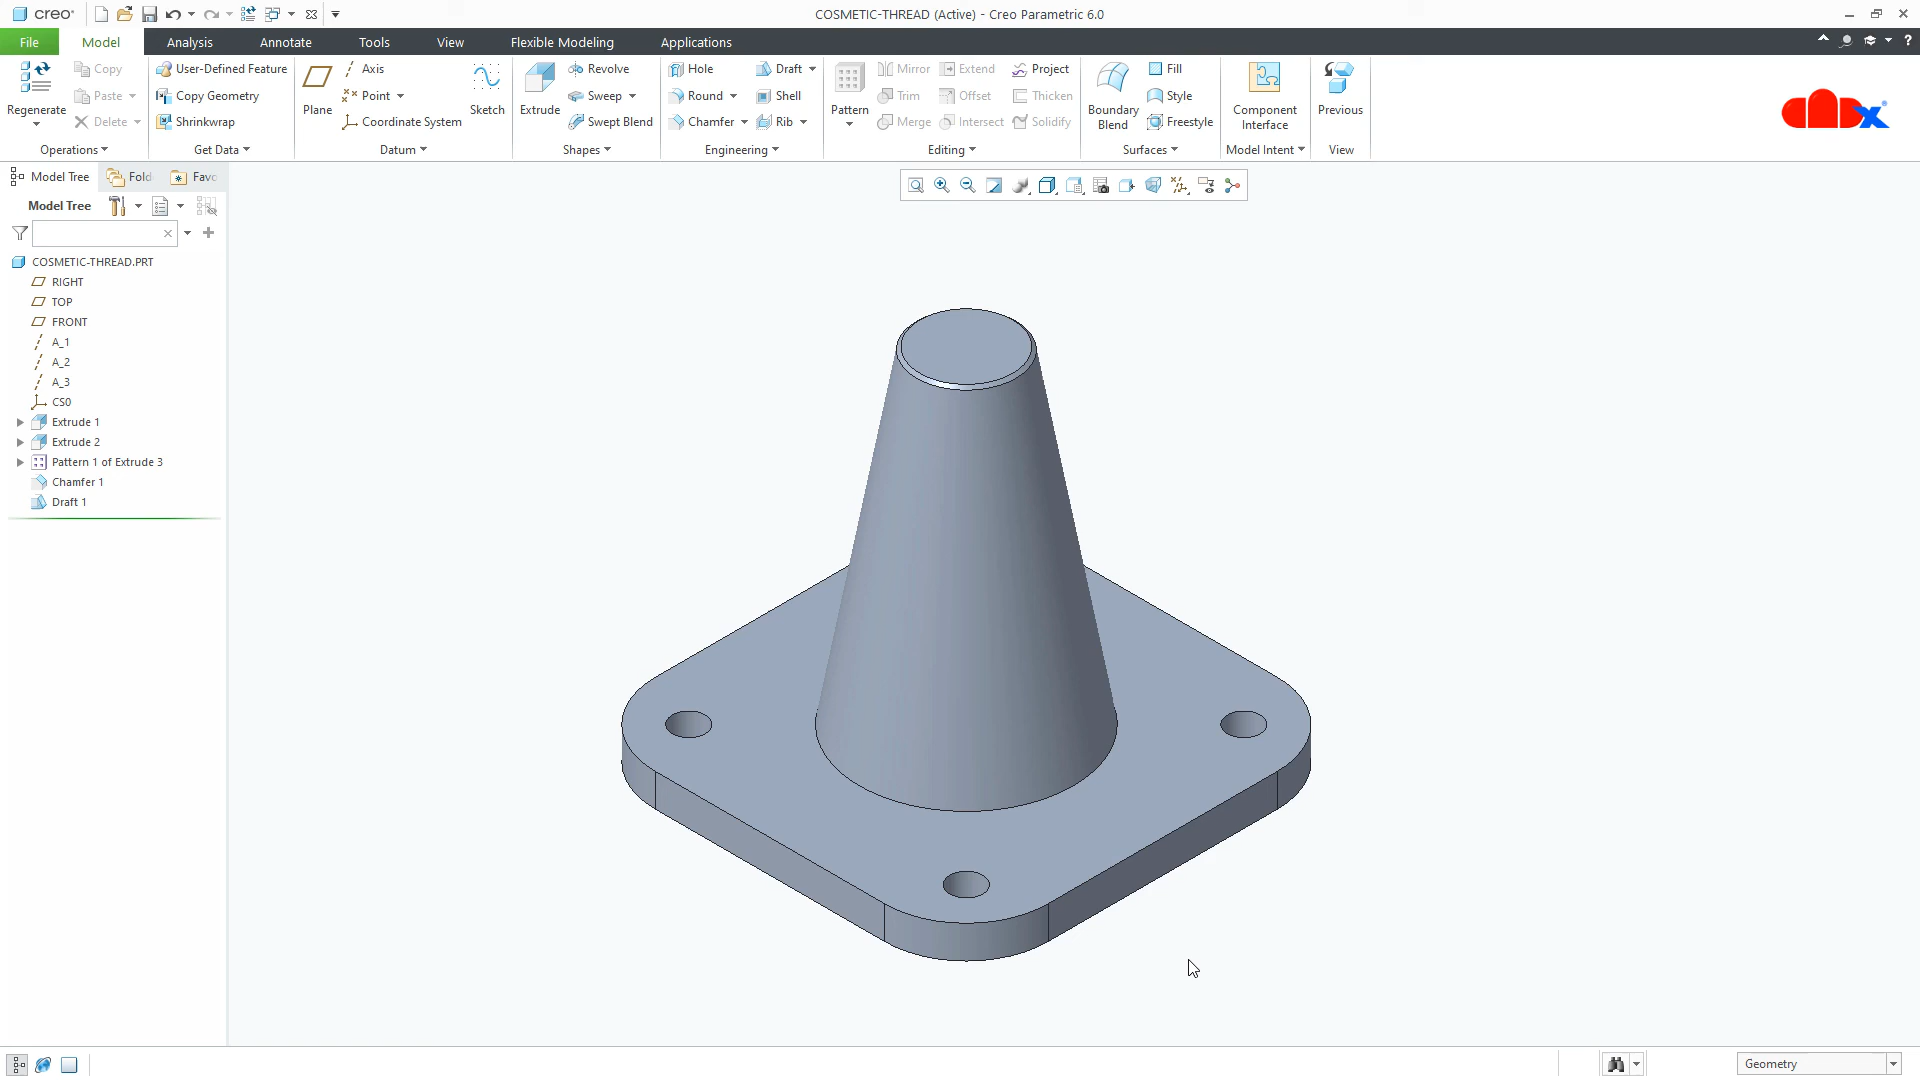 creo
COSMETIC-THREAD (Active) - Creo Parametric 6.0
File Model Analysis Annotate Tools View Flexible Modeling Applications
Regenerate
Copy
Paste
Delete
Operations
User-Defined Feature
Copy Geometry
Shrinkwrap
Get Data
Plane
Axis
Point
Coordinate System
Sketch
Datum
Extrude
Revolve
Sweep
Swept Blend
Shapes
Hole
Round
Chamfer
Draft
Shell
Rib
Engineering
Pattern
Mirror
Trim
Merge
Extend
Offset
Intersect
Project
Thicken
Solidify
Editing
Boundary
Blend
Fill
Style
Freestyle
Surfaces
Component
Interface
Model Intent
Previous
View
Model Tree Fold Favo
Model Tree
COSMETIC-THREAD.PRT
RIGHT
TOP
FRONT
A_1
A_2
A_3
CS0
Extrude 1
Extrude 2
Pattern 1 of Extrude 3
Chamfer 1
Draft 1
Geometry